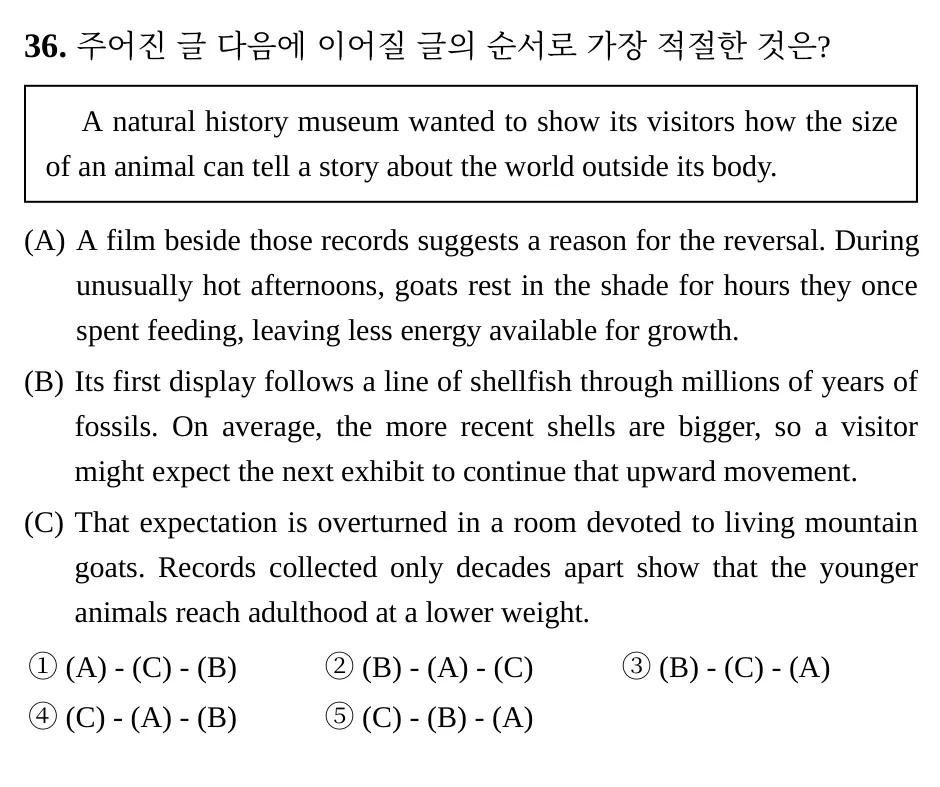 36. 주어진 글 다음에 이어질 글의 순서로 가장 적절한 것은?
A natural history museum wanted to show its visitors how the size
of an animal can tell a story about the world outside its body.
(A) A film beside those records suggests a reason for the reversal. During
unusually hot afternoons, goats rest in the shade for hours they once
spent feeding, leaving less energy available for growth.
(B) Its first display follows a line of shellfish through millions of years of
fossils. On average, the more recent shells are bigger, so a visitor
might expect the next exhibit to continue that upward movement.
(C) That expectation is overturned in a room devoted to living mountain
goats. Records collected only decades apart show that the younger
animals reach adulthood at a lower weight.
① (A) - (C) - (B) ② (B) - (A) - (C) ③ (B) - (C) - (A)
④ (C) - (A) - (B) ⑤ (C) - (B) - (A)